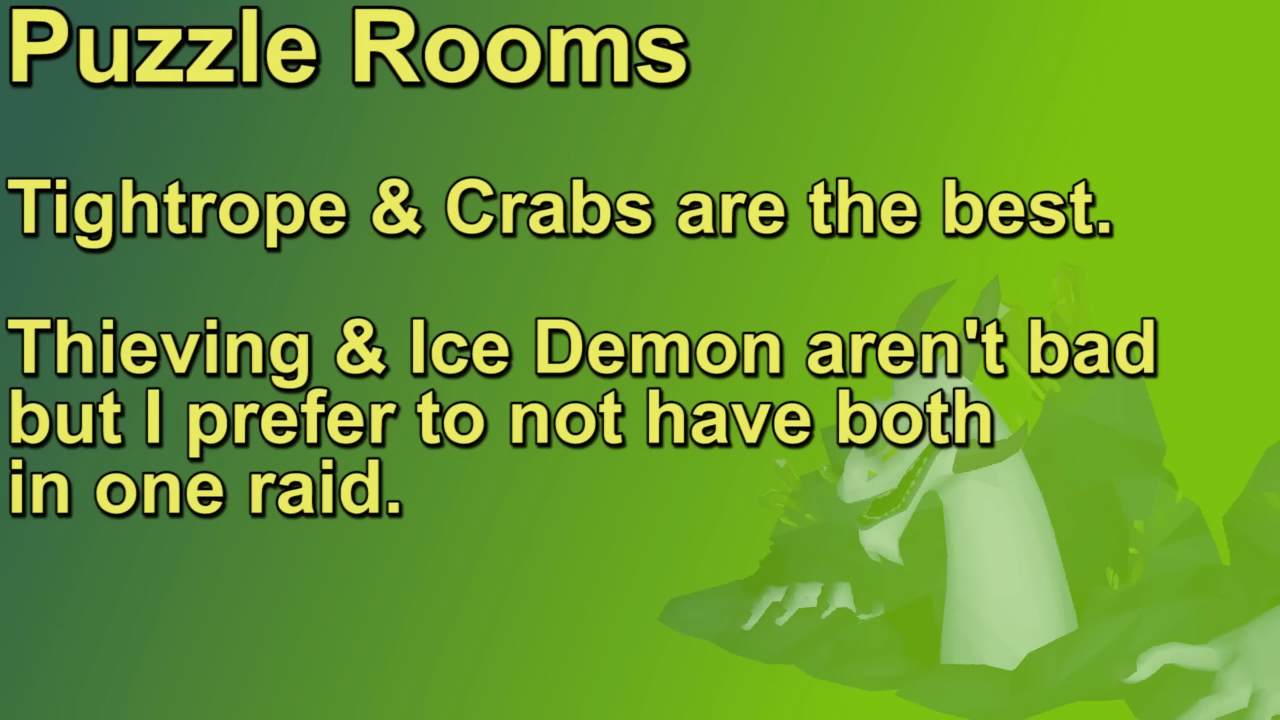 Puzzle Rooms
Tightrope & Crabs are the best.
Thieving & Ice Demon aren't bad
but I prefer to not have both
in one raid.